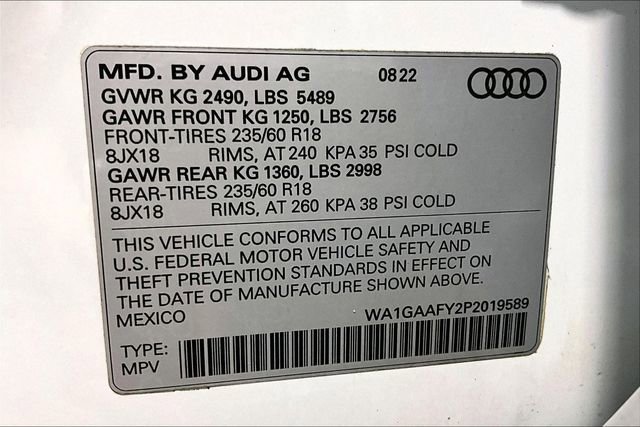 MFD. BY AUDI AG 08 22
GVWR KG 2490, LBS 5489
GAWR FRONT KG 1250, LBS 2756
FRONT-TIRES 235/60 R18
8JX18 RIMS, AT 240 KPA 35 PSI COLD
GAWR REAR KG 1360, LBS 2998
REAR-TIRES 235/60 R18
8JX18 RIMS, AT 260 KPA 38 PSI COLD
THIS VEHICLE CONFORMS TO ALL APPLICABLE
U.S. FEDERAL MOTOR VEHICLE SAFETY AND
THEFT PREVENTION STANDARDS IN EFFECT ON
THE DATE OF MANUFACTURE SHOWN ABOVE.
MEXICO WA1GAAFY2P2019589
TYPE:
MPV